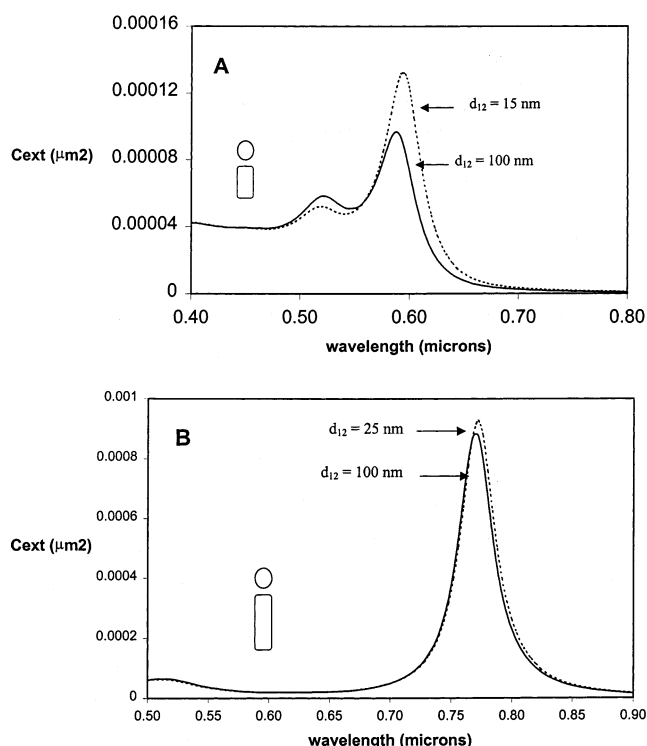 0.00016
A
0.00012
d12 = 15 nm
Cext (μm2)
0.00008
d12 = 100 nm
0.00004
0
0.40 0.50 0.60 0.70 0.80
wavelength (microns)
0.001
B
d12 = 25 nm
0.0008
d12 = 100 nm
0.0006
Cext (μm2)
0.0004
0.0002
0
0.50 0.55 0.60 0.65 0.70 0.75 0.80 0.85 0.90
wavelength (microns)